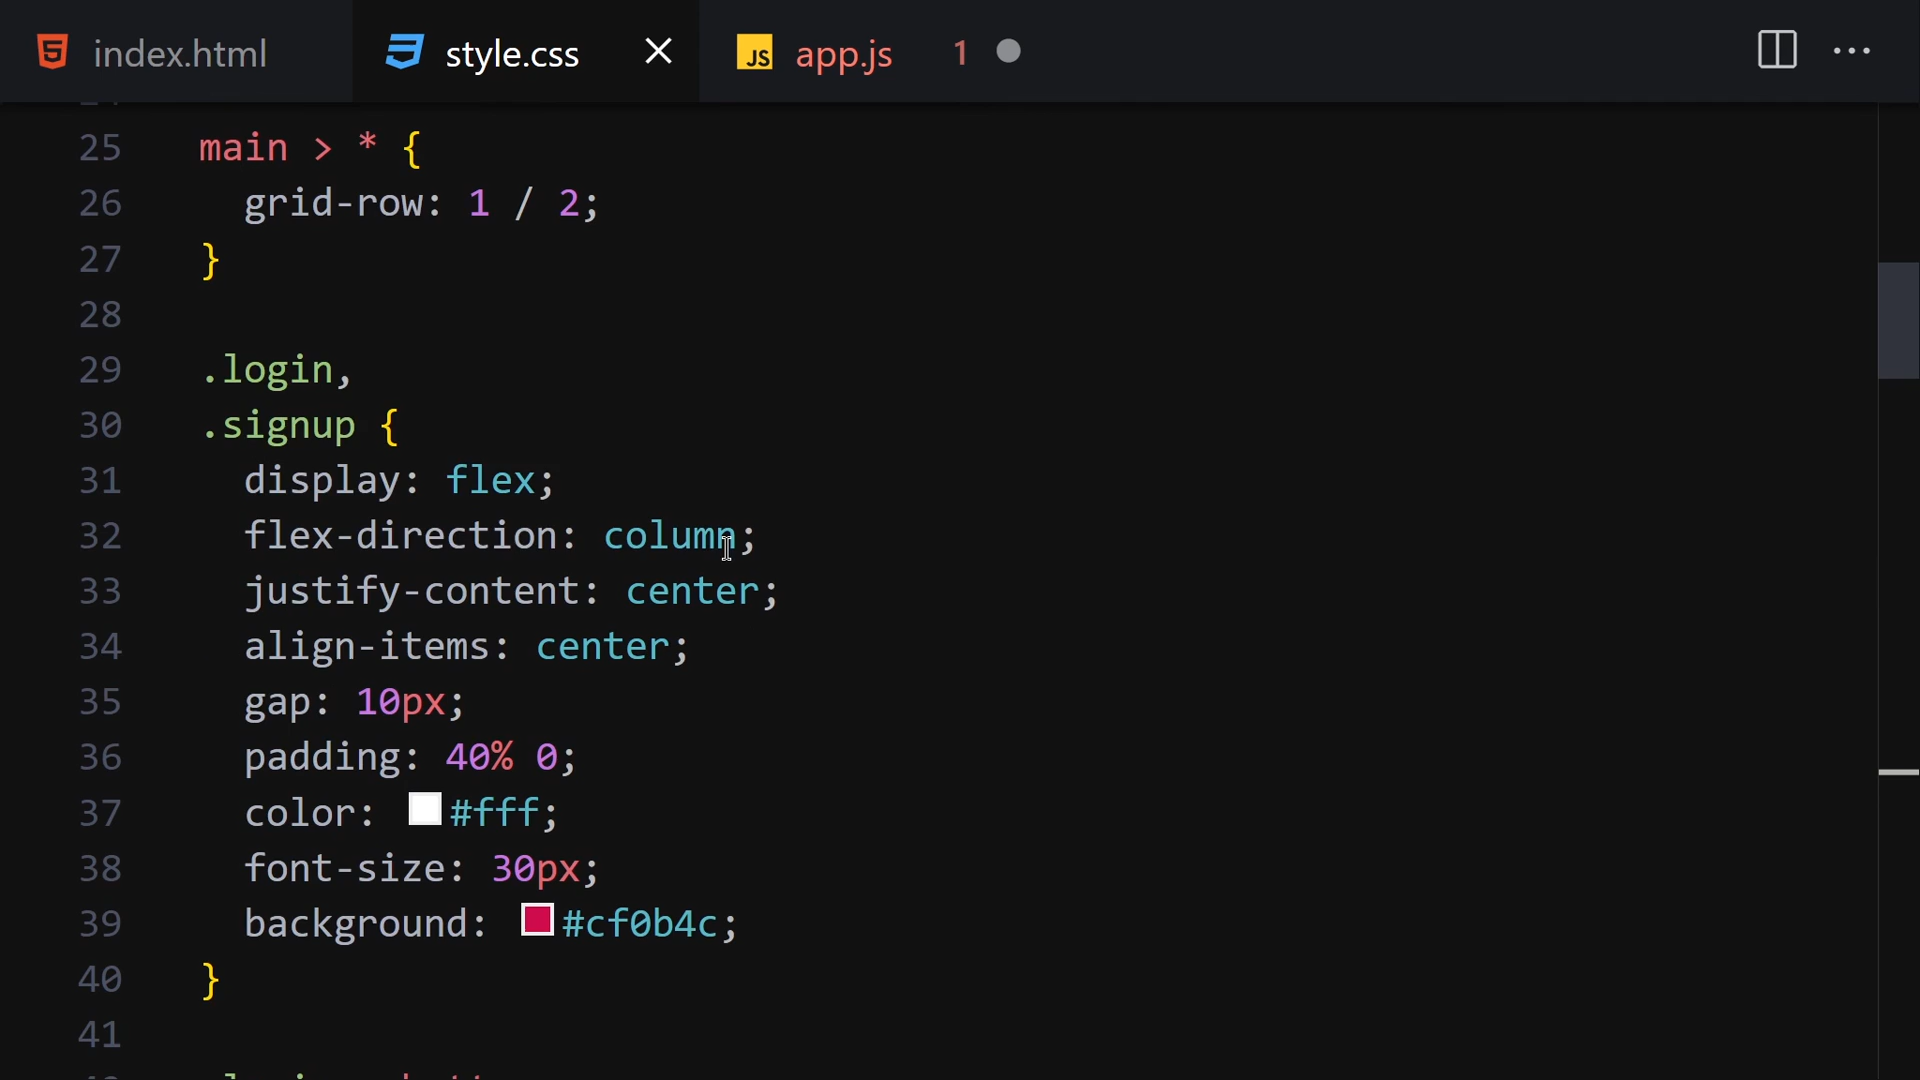 index.html style.css JS app.js 1
25 main > * {
26 grid-row: 1 / 2;
27 }
28
29 .login,
30 .signup {
31 display: flex;
32 flex-direction: column;
33 justify-content: center;
34 align-items: center;
35 gap: 10px;
36 padding: 40% 0;
37 color: #fff;
38 font-size: 30px;
39 background: #cf0b4c;
40 }
41